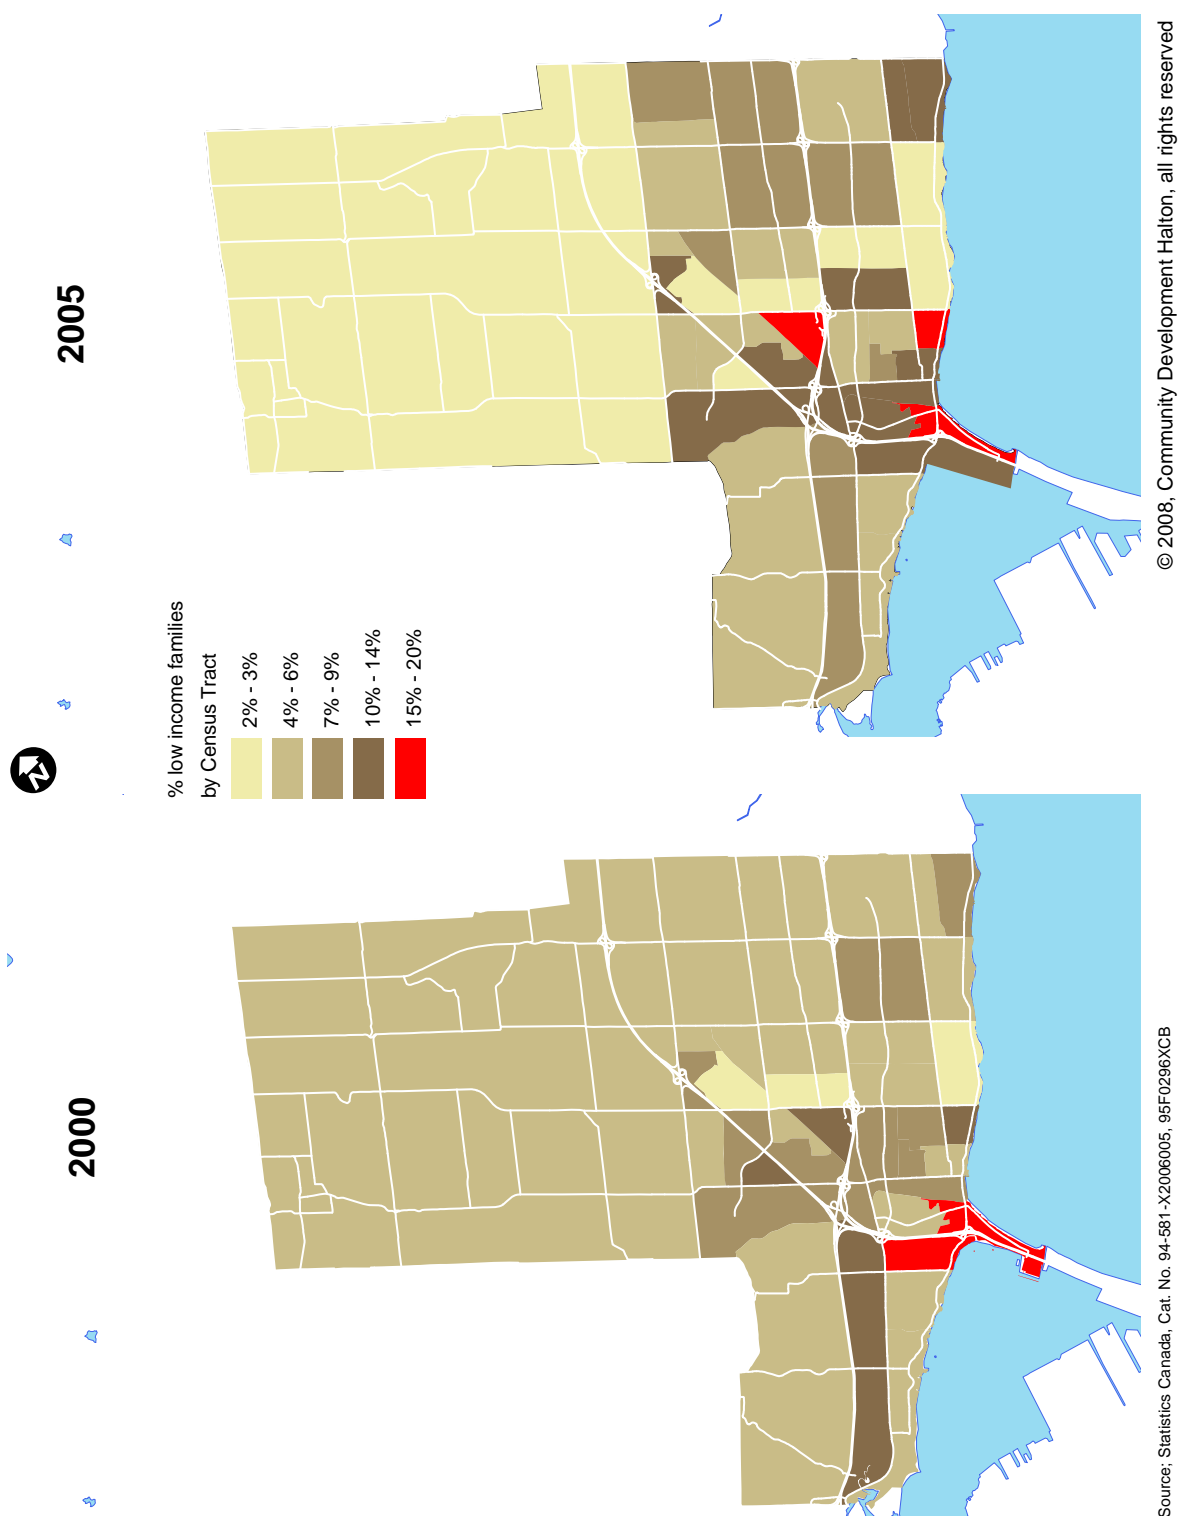 2000
2005
N
% low income families
by Census Tract
2% - 3%
4% - 6%
7% - 9%
10% - 14%
15% - 20%
Source; Statistics Canada, Cat. No. 94-581-X2006005, 95F0296XCB
© 2008, Community Development Halton, all rights reserved